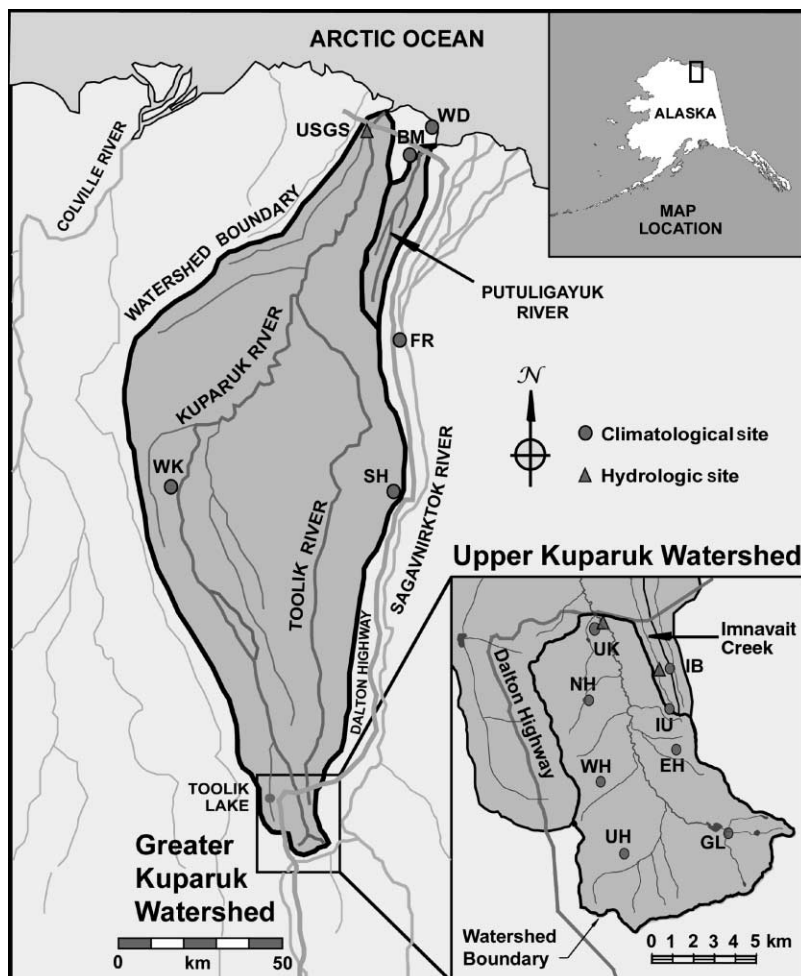 ARCTIC OCEAN
COLVILLE RIVER
USGS
BM
WD
ALASKA
MAP
LOCATION
WATERSHED BOUNDARY
PUTULIGAYUK
RIVER
KUPARUK RIVER
FR
N
Climatological site
Hydrologic site
WK
SH
TOOLIK RIVER
SAGAVNIRKTOK RIVER
DALTON HIGHWAY
TOOLIK
LAKE
Greater
Kuparuk
Watershed
0 50
km
Upper Kuparuk Watershed
Imnavait
Creek
Dalton Highway
UK
IB
NH
IU
EH
WH
GL
UH
Watershed
Boundary
0 1 2 3 4 5 km